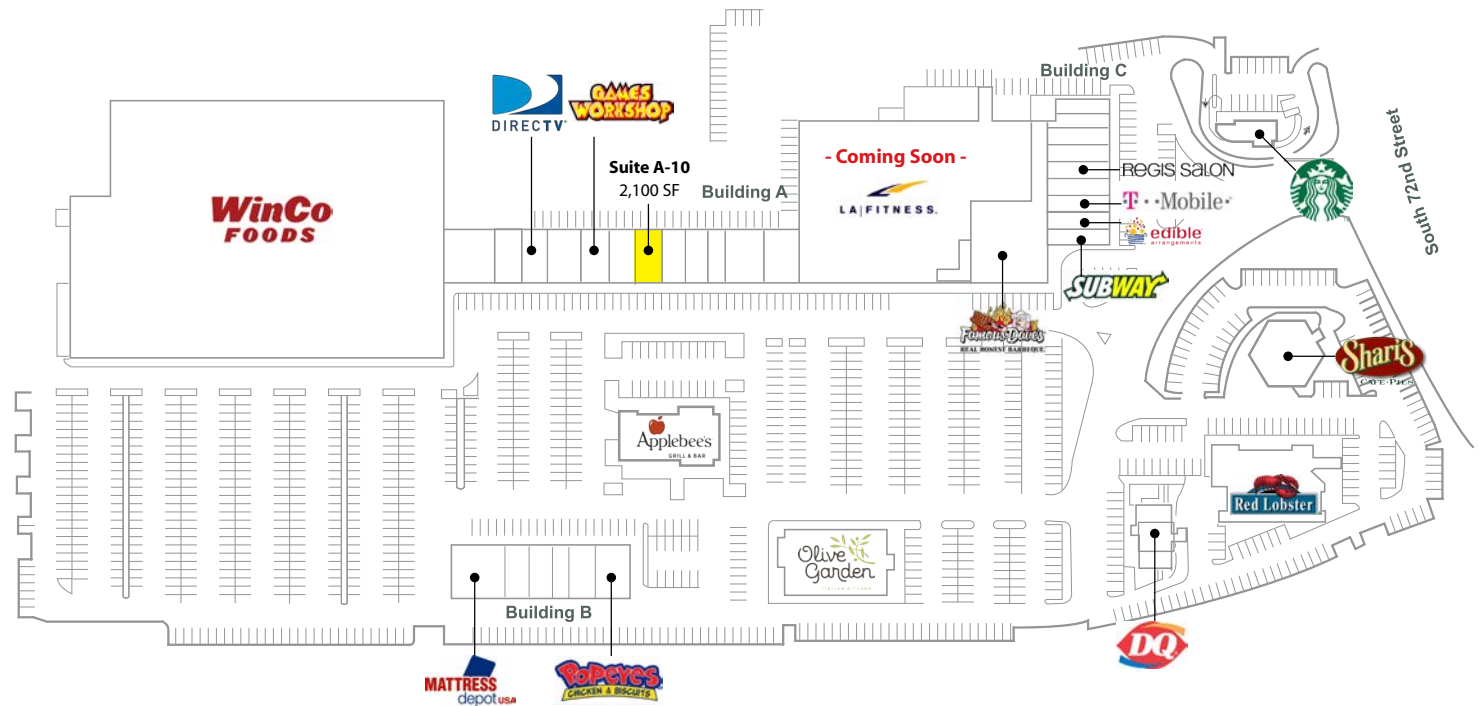 Building C
DIRECTV
GAMES
WORKSHOP
Suite A-10
2,100 SF
Building A
- Coming Soon -
LA|FITNESS.
REGIS SALON
T··Mobile·
edible
arrangements
SUBWAY
South 72nd Street
WinCo
FOODS
Famous Dave's
REAL HONEST BARBEQUE.
Shari's
CAFE · PIES
Applebee's
GRILL & BAR
Red Lobster
Olive
Garden
ITALIAN KITCHEN
Building B
DQ
MATTRESS
depot USA
POPEYES
CHICKEN & BISCUITS